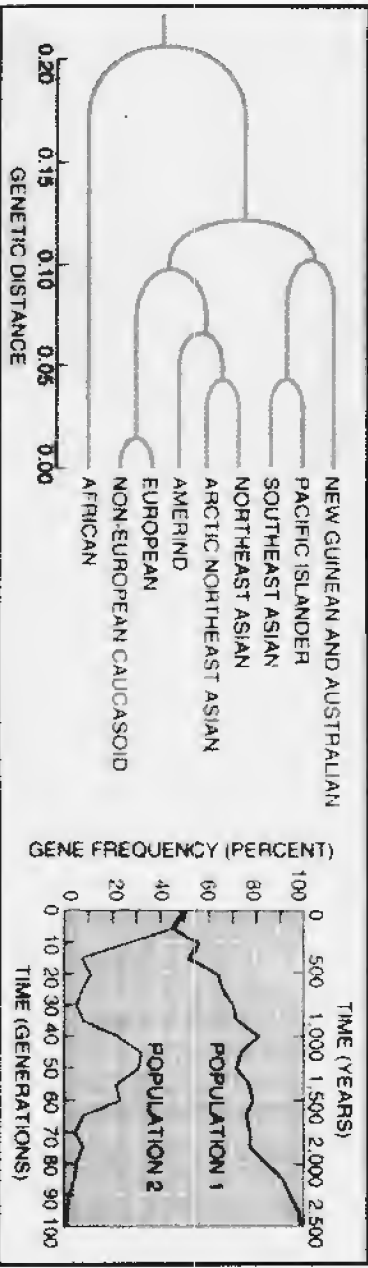 NEW GUINEAN AND AUSTRALIAN
PACIFIC ISLANDER
SOUTHEAST ASIAN
NORTHEAST ASIAN
ARCTIC NORTHEAST ASIAN
AMERIND
EUROPEAN
NON-EUROPEAN CAUCASOID
AFRICAN
0.20 0.15 0.10 0.05 0.00
GENETIC DISTANCE
TIME (YEARS)
0 500 1,000 1,500 2,000 2,500
GENE FREQUENCY (PERCENT)
100
80
60
40
20
0
POPULATION 1
POPULATION 2
0 10 20 30 40 50 60 70 80 90 100
TIME (GENERATIONS)